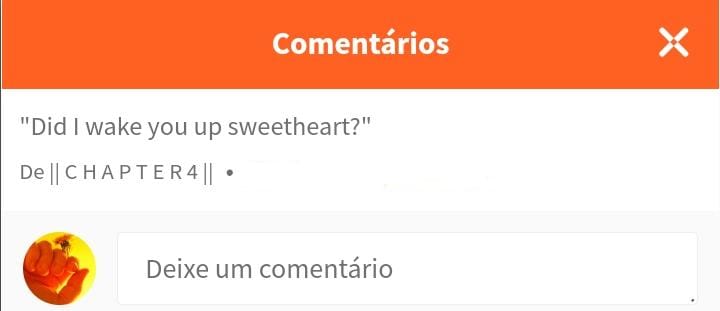 Comentários
"Did I wake you up sweetheart?"
De || C H A P T E R 4 || •
Deixe um comentário